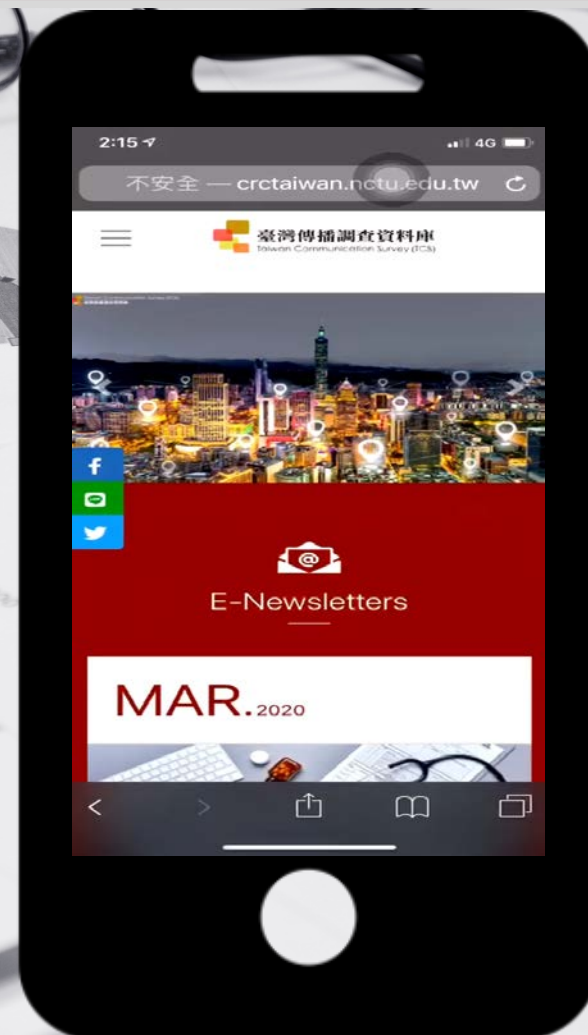 2:15
4G
不安全 — crctaiwan.nctu.edu.tw
臺灣傳播調查資料庫
Taiwan Communication Survey (TCS)
f
@
E-Newsletters
MAR.2020